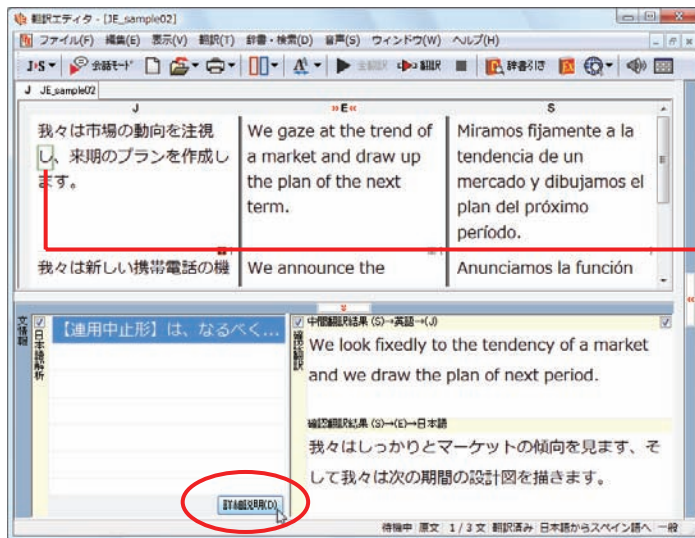 翻訳エディタ - [JE_sample02]
ファイル(F) 編集(E) 表示(V) 翻訳(T) 辞書・検索(D) 音声(S) ウィンドウ(W) ヘルプ(H)
J▸S 会話モード 全翻訳 翻訳 辞書引き
J JE_sample02
J »E« S
我々は市場の動向を注視
し、来期のプランを作成し
ます。
We gaze at the trend of
a market and draw up
the plan of the next
term.
Miramos fijamente a la
tendencia de un
mercado y dibujamos el
plan del próximo
período.
我々は新しい携帯電話の機
We announce the
Anunciamos la función
文情報
日本語解析
【連用中止形】は、なるべく...
詳細説明(D)
確認翻訳
中間翻訳結果 (S)→英語→(J)
We look fixedly to the tendency of a market
and we draw the plan of next period.
確認翻訳結果 (S)→(E)→日本語
我々はしっかりとマーケットの傾向を見ます、そ
して我々は次の期間の設計図を描きます。
待機中 原文 1 / 3 文 翻訳済み 日本語からスペイン語へ 一般